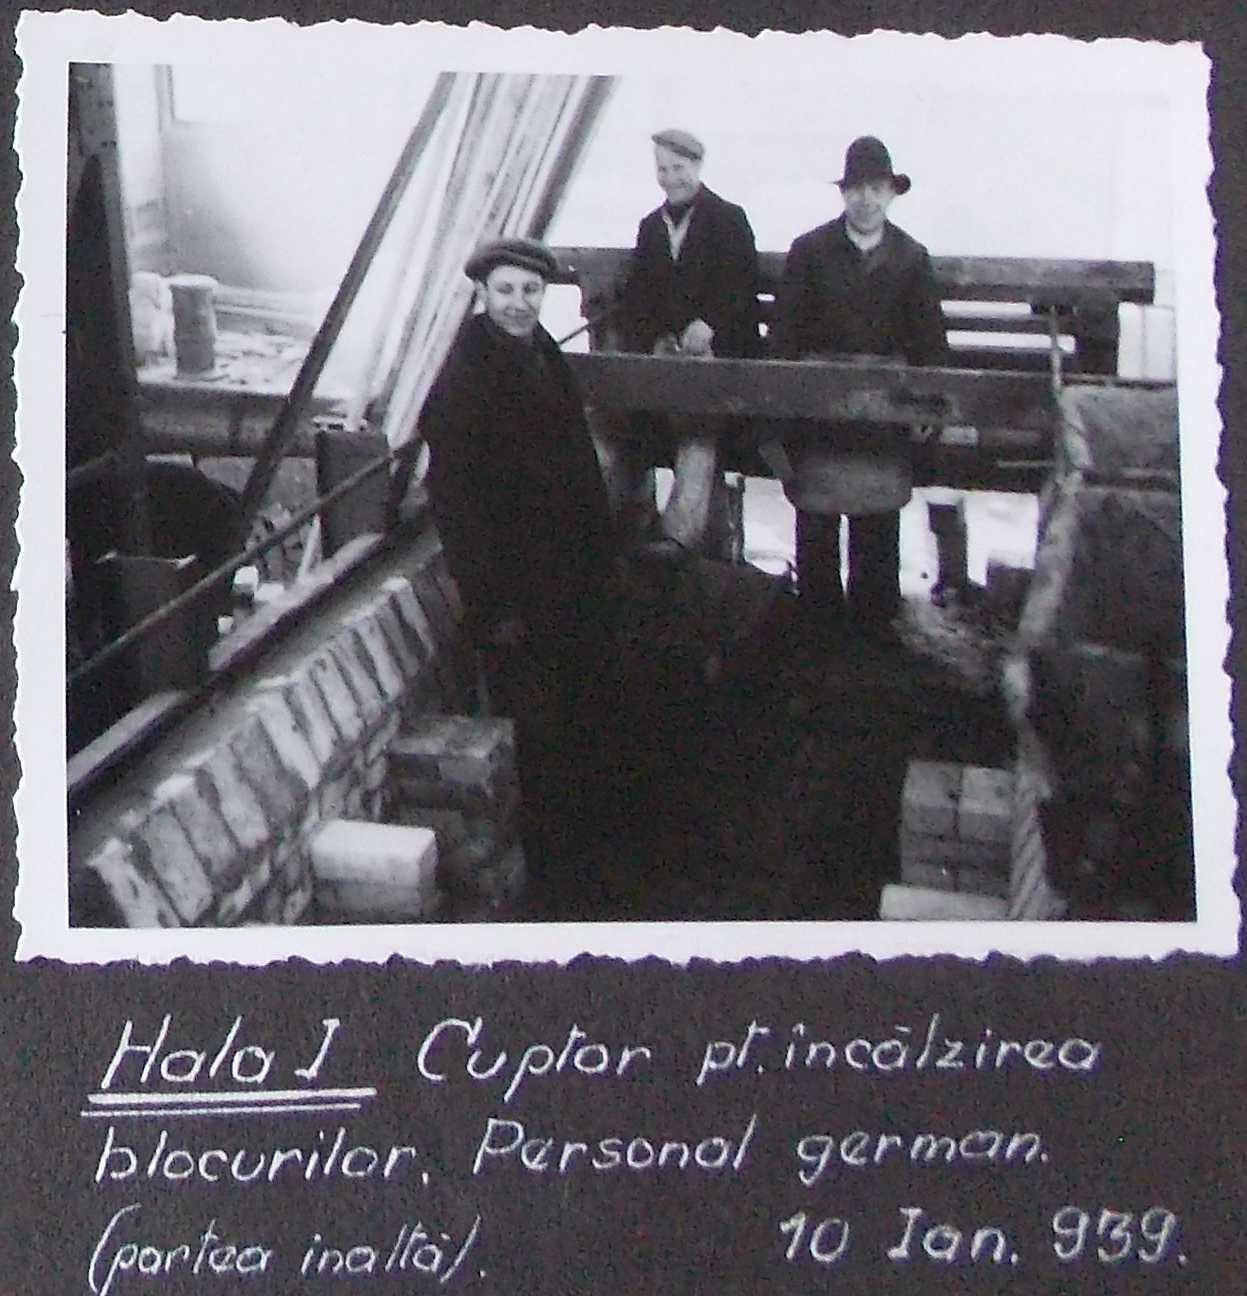 Hala I Cuptor pt. încălzirea
blocurilor. Personal german.
(partea inaltă). 10 Ian. 939.